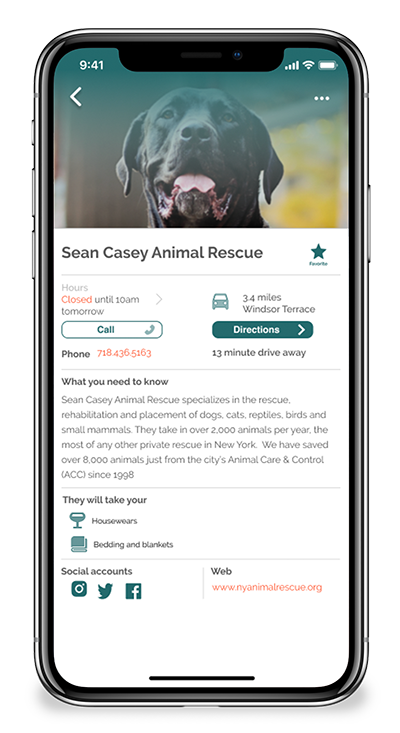 9:41
Sean Casey Animal Rescue
Favorite
Hours
Closed until 10am
tomorrow
3.4 miles
Windsor Terrace
Call
Directions
Phone 718.436.5163
13 minute drive away
What you need to know
Sean Casey Animal Rescue specializes in the rescue,
rehabilitation and placement of dogs, cats, reptiles, birds and
small mammals. They take in over 2,000 animals per year, the
most of any other private rescue in New York. We have saved
over 8,000 animals just from the city's Animal Care & Control
(ACC) since 1998
They will take your
Housewears
Bedding and blankets
Social accounts
Web
www.nyanimalrescue.org